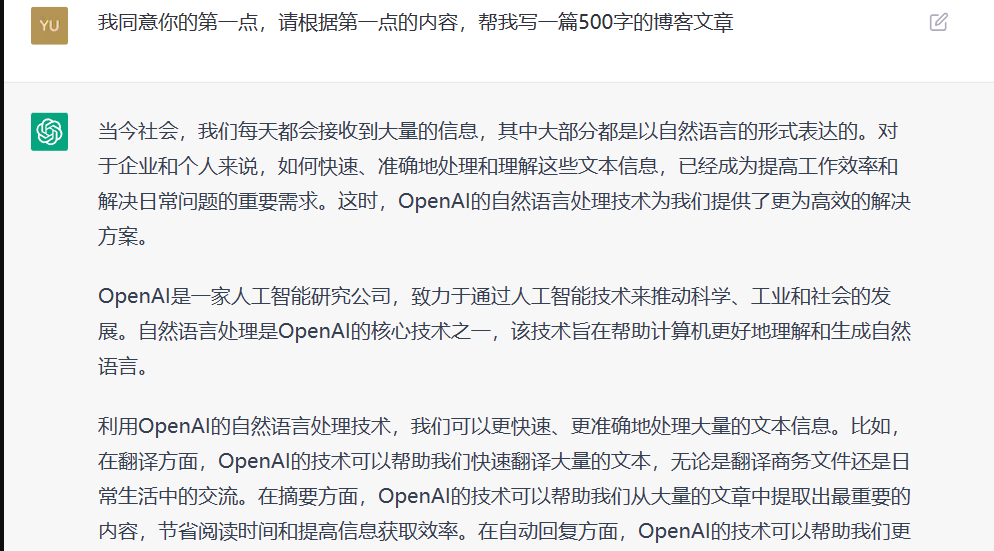 YU
我同意你的第一点，请根据第一点的内容，帮我写一篇500字的博客文章
当今社会，我们每天都会接收到大量的信息，其中大部分都是以自然语言的形式表达的。对
于企业和个人来说，如何快速、准确地处理和理解这些文本信息，已经成为提高工作效率和
解决日常问题的重要需求。这时，OpenAI的自然语言处理技术为我们提供了更为高效的解决
方案。
OpenAI是一家人工智能研究公司，致力于通过人工智能技术来推动科学、工业和社会的发
展。自然语言处理是OpenAI的核心技术之一，该技术旨在帮助计算机更好地理解和生成自然
语言。
利用OpenAI的自然语言处理技术，我们可以更快速、更准确地处理大量的文本信息。比如，
在翻译方面，OpenAI的技术可以帮助我们快速翻译大量的文本，无论是翻译商务文件还是日
常生活中的交流。在摘要方面，OpenAI的技术可以帮助我们从大量的文章中提取出最重要的
内容，节省阅读时间和提高信息获取效率。在自动回复方面，OpenAI的技术可以帮助我们更